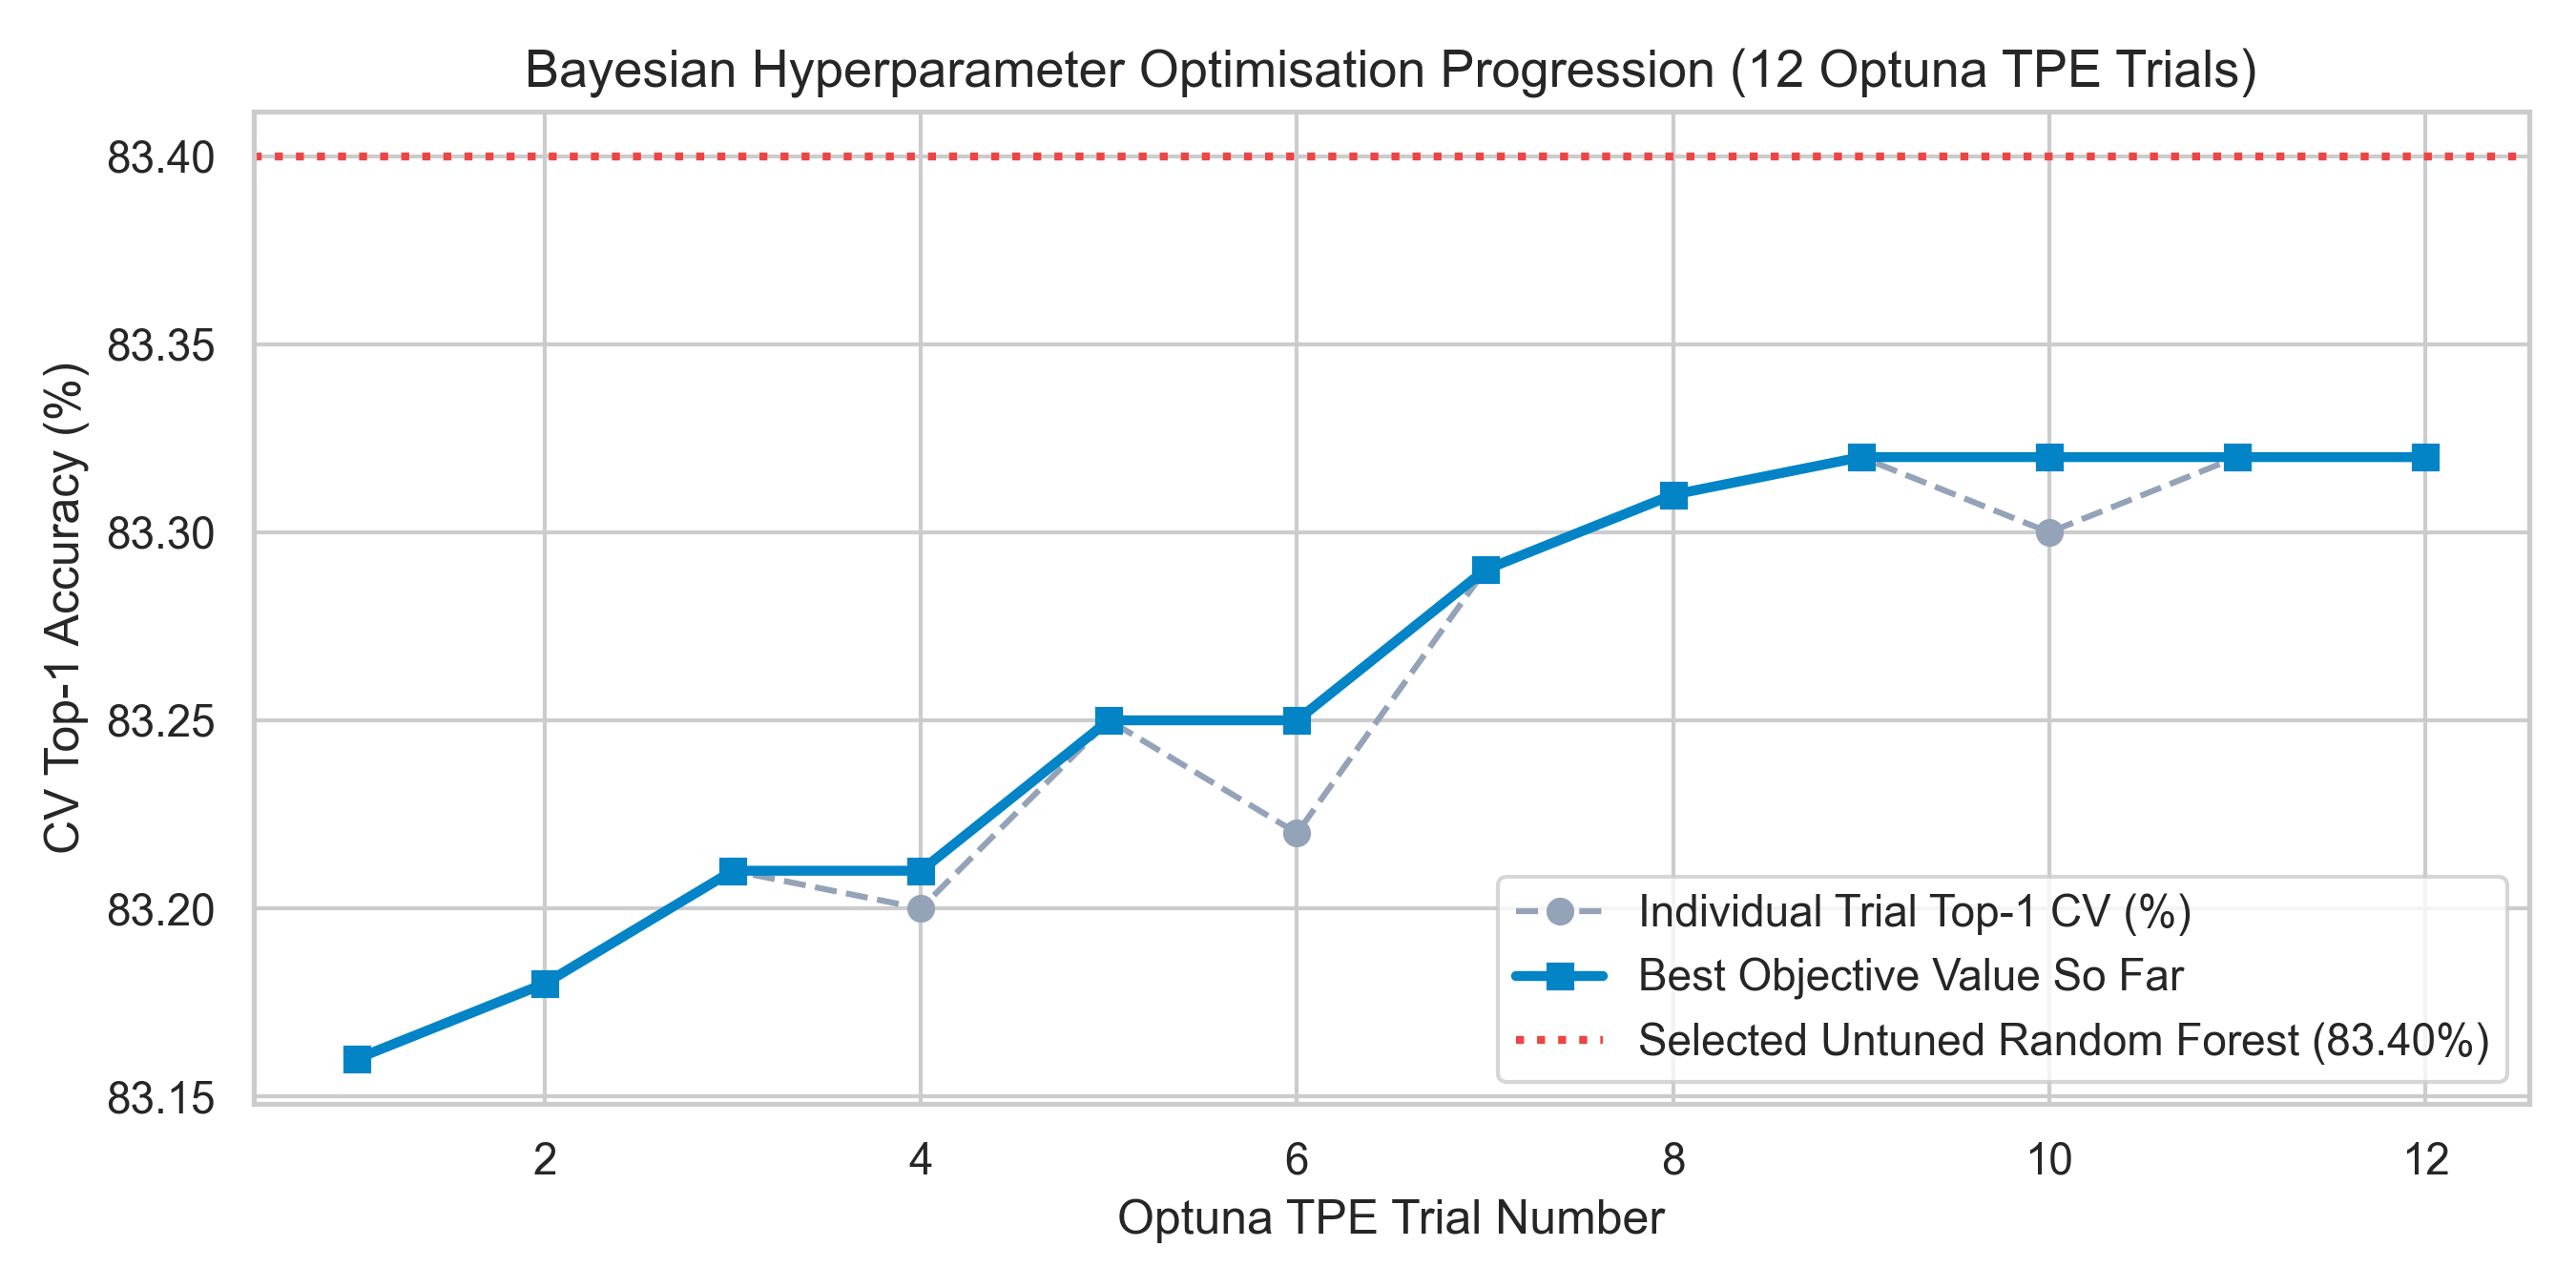 Bayesian Hyperparameter Optimisation Progression (12 Optuna TPE Trials)
CV Top-1 Accuracy (%)
83.40
83.35
83.30
83.25
83.20
83.15
Individual Trial Top-1 CV (%)
Best Objective Value So Far
Selected Untuned Random Forest (83.40%)
2 4 6 8 10 12
Optuna TPE Trial Number